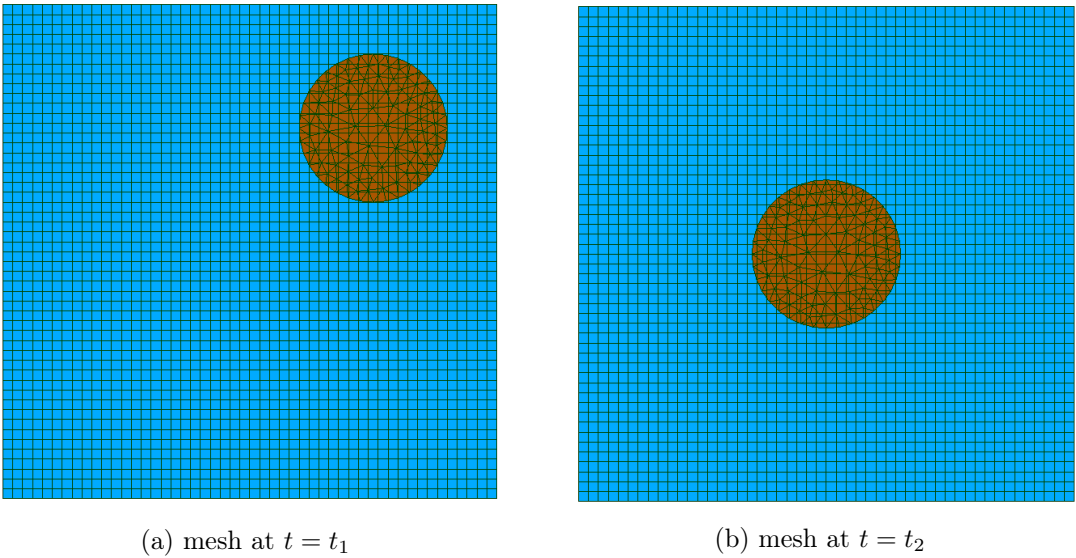 (a) mesh at t = t₁
(b) mesh at t = t₂